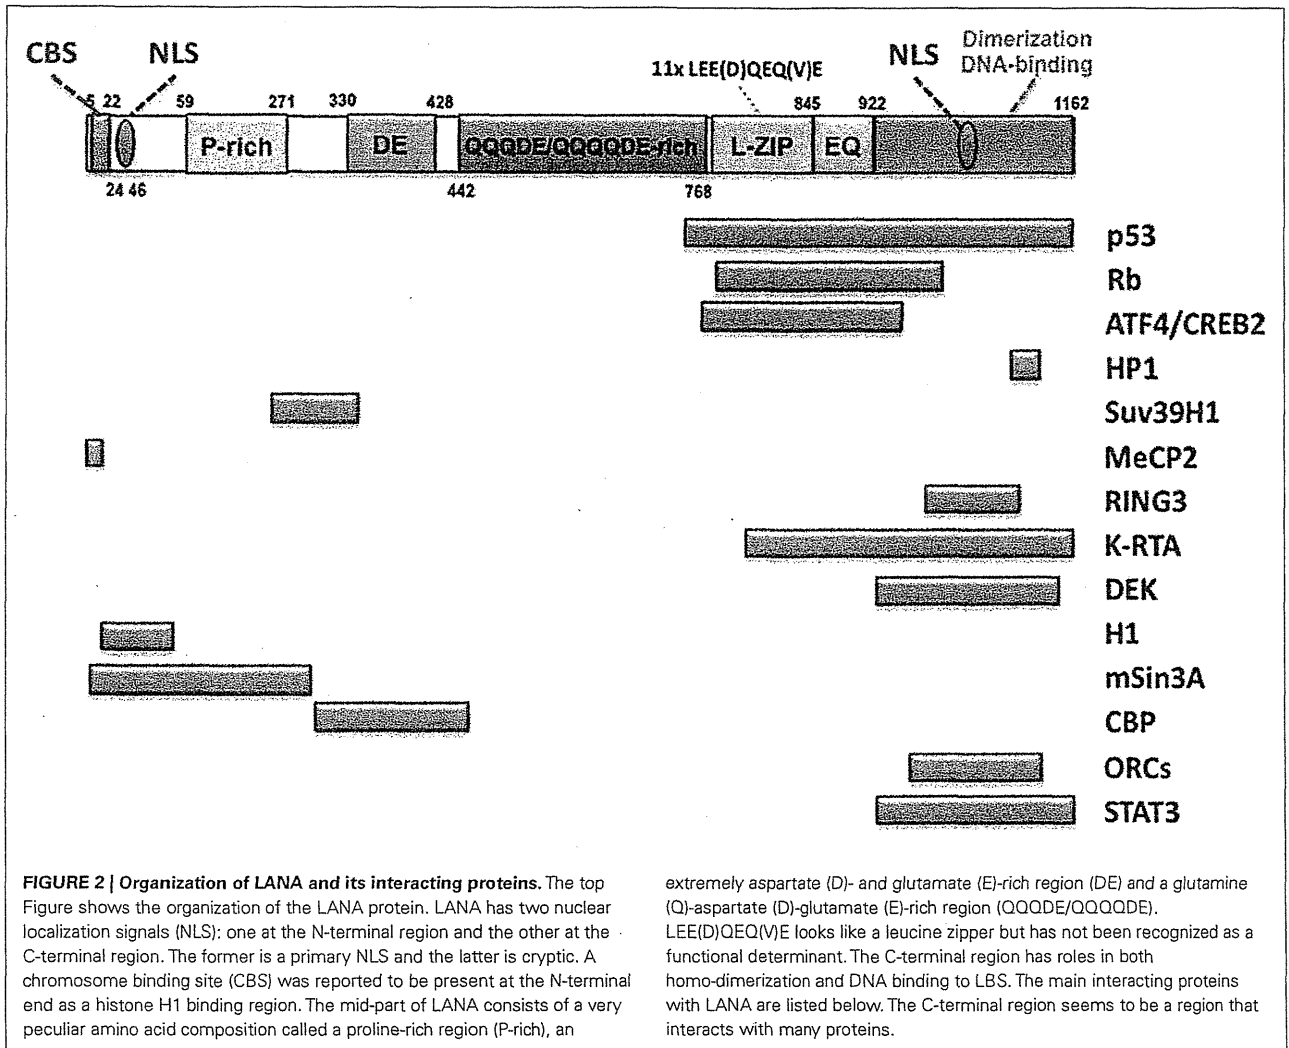 CBS
NLS
NLS
Dimerization
DNA-binding
11x LEE(D)QEQ(V)E
5 22 59 271 330 428 845 922 1162
P-rich DE QQQDE/QQQQDE-rich L-ZIP EQ
24 46 442 768
p53
Rb
ATF4/CREB2
HP1
Suv39H1
MeCP2
RING3
K-RTA
DEK
H1
mSin3A
CBP
ORCs
STAT3
FIGURE 2 | Organization of LANA and its interacting proteins. The top
Figure shows the organization of the LANA protein. LANA has two nuclear
localization signals (NLS): one at the N-terminal region and the other at the
C-terminal region. The former is a primary NLS and the latter is cryptic. A
chromosome binding site (CBS) was reported to be present at the N-terminal
end as a histone H1 binding region. The mid-part of LANA consists of a very
peculiar amino acid composition called a proline-rich region (P-rich), an
extremely aspartate (D)- and glutamate (E)-rich region (DE) and a glutamine
(Q)-aspartate (D)-glutamate (E)-rich region (QQQDE/QQQQDE).
LEE(D)QEQ(V)E looks like a leucine zipper but has not been recognized as a
functional determinant. The C-terminal region has roles in both
homo-dimerization and DNA binding to LBS. The main interacting proteins
with LANA are listed below. The C-terminal region seems to be a region that
interacts with many proteins.